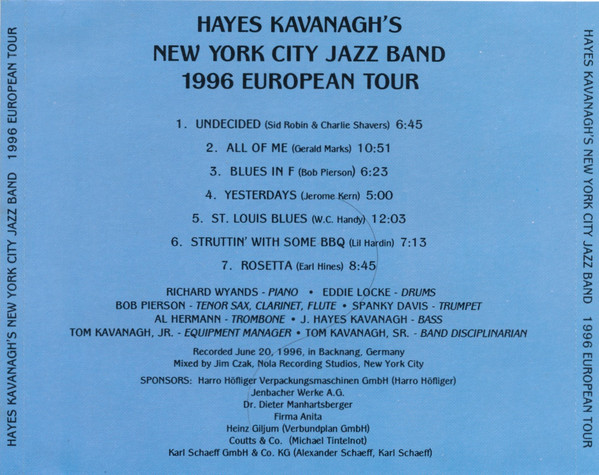 HAYES KAVANAGH'S
NEW YORK CITY JAZZ BAND
1996 EUROPEAN TOUR
1. UNDECIDED (Sid Robin & Charlie Shavers) 6:45
2. ALL OF ME (Gerald Marks) 10:51
3. BLUES IN F (Bob Pierson) 6:23
4. YESTERDAYS (Jerome Kern) 5:00
5. ST. LOUIS BLUES (W.C. Handy) 12:03
6. STRUTTIN' WITH SOME BBQ (Lil Hardin) 7:13
7. ROSETTA (Earl Hines) 8:45
RICHARD WYANDS - PIANO • EDDIE LOCKE - DRUMS
BOB PIERSON - TENOR SAX, CLARINET, FLUTE • SPANKY DAVIS - TRUMPET
AL HERMANN - TROMBONE • J. HAYES KAVANAGH - BASS
TOM KAVANAGH, JR. - EQUIPMENT MANAGER • TOM KAVANAGH, SR. - BAND DISCIPLINARIAN
Recorded June 20, 1996, in Backnang, Germany
Mixed by Jim Czak, Nola Recording Studios, New York City
SPONSORS: Harro Höfliger Verpackungsmaschinen GmbH (Harro Höfliger)
Jenbacher Werke A.G.
Dr. Dieter Manhartsberger
Firma Anita
Heinz Giljum (Verbundplan GmbH)
Coutts & Co. (Michael Tintelnot)
Karl Schaeff GmbH & Co. KG (Alexander Schaeff, Karl Schaeff)
HAYES KAVANAGH'S NEW YORK CITY JAZZ BAND 1996 EUROPEAN TOUR
HAYES KAVANAGH'S NEW YORK CITY JAZZ BAND 1996 EUROPEAN TOUR